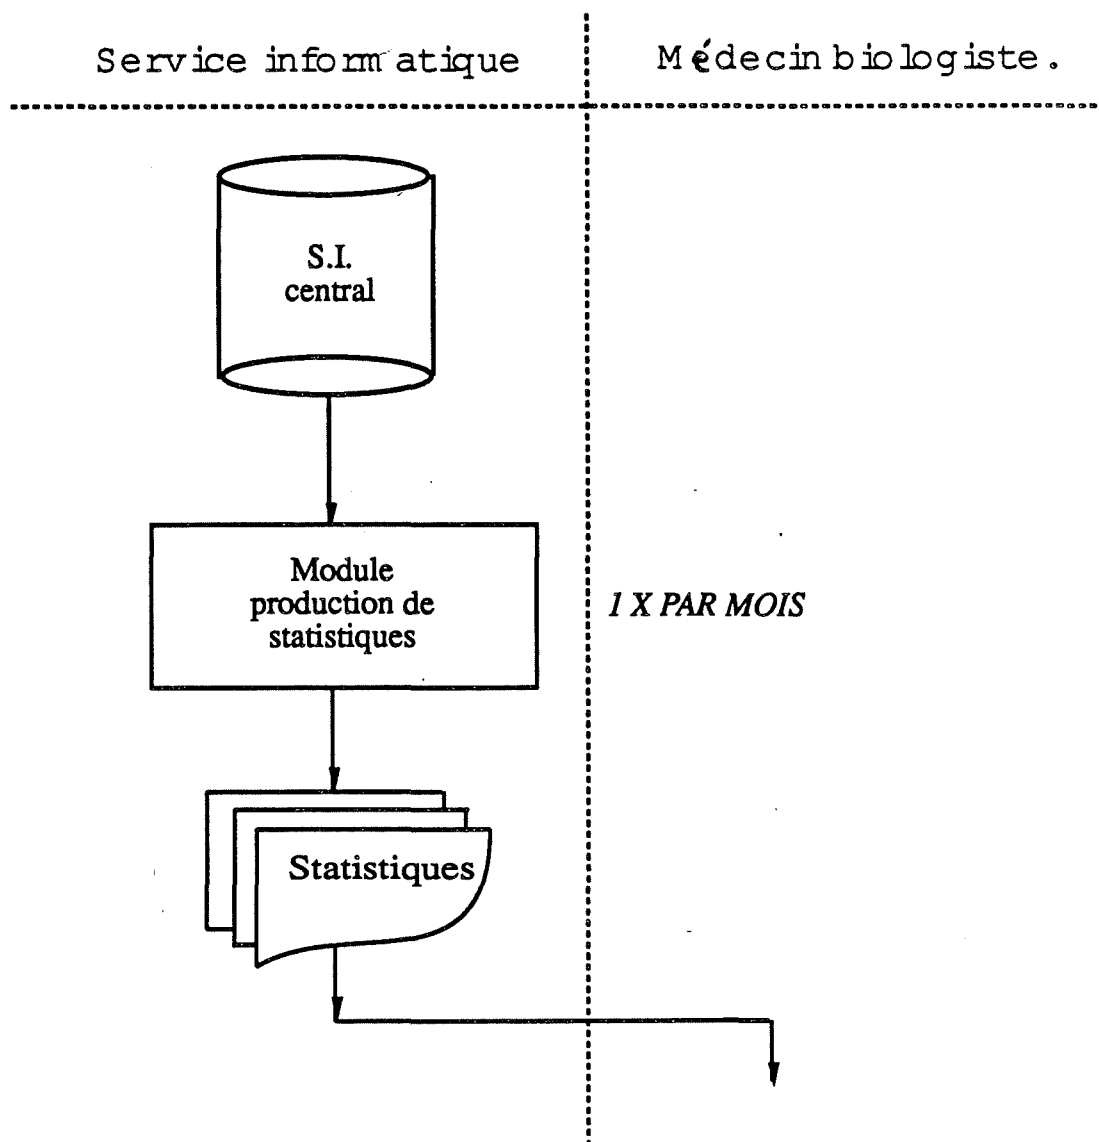 Service informatique
Médecin biologiste.
S.I.
central
Module
production de
statistiques
1 X PAR MOIS
Statistiques